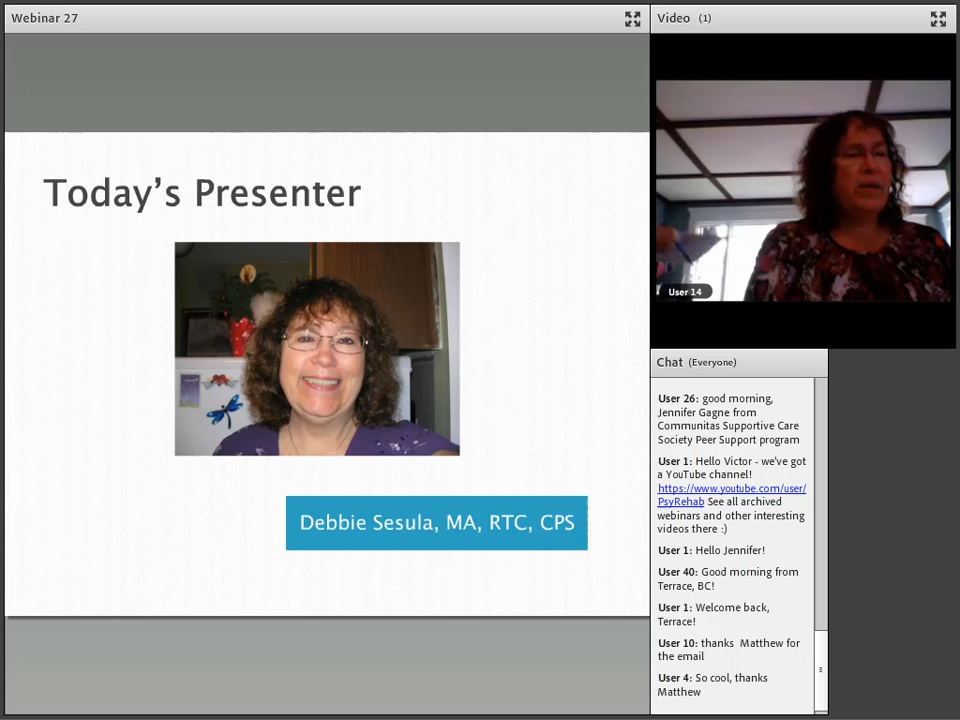 Webinar 27
Today's Presenter
Debbie Sesula, MA, RTC, CPS
Video (1)
User 14
Chat (Everyone)
User 26: good morning,
Jennifer Gagne from
Communitas Supportive Care
Society Peer Support program
User 1: Hello Victor - we've got
a YouTube channel!
https://www.youtube.com/user/
PsyRehab See all archived
webinars and other interesting
videos there :)
User 1: Hello Jennifer!
User 40: Good morning from
Terrace, BC!
User 1: Welcome back,
Terrace!
User 10: thanks Matthew for
the email
User 4: So cool, thanks
Matthew